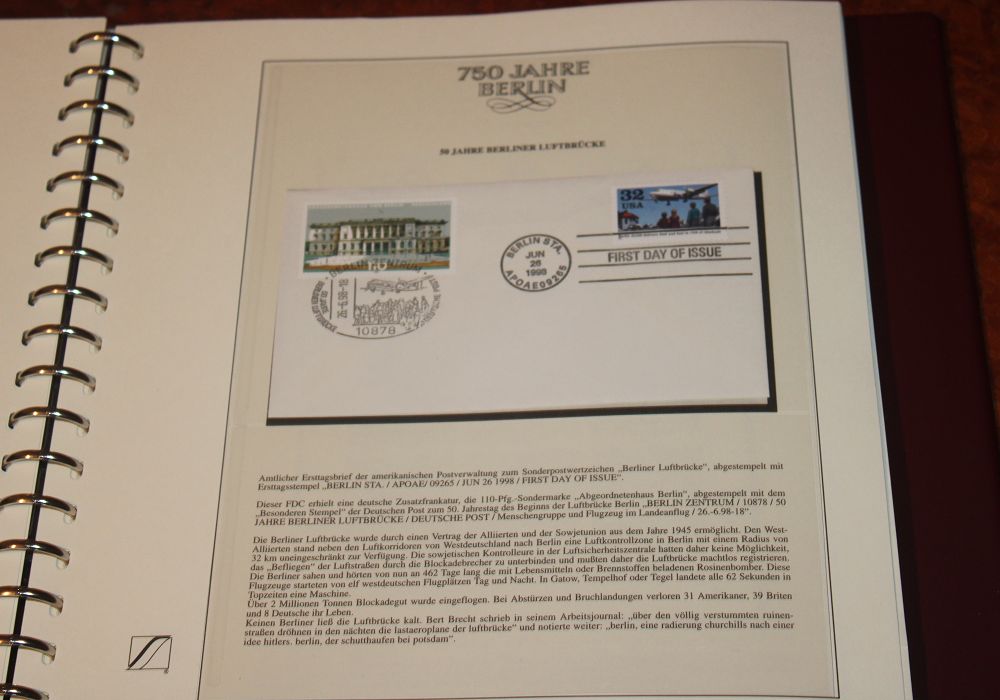 750 JAHRE
BERLIN
50 JAHRE BERLINER LUFTBRÜCKE
32
USA
BERLIN STA.
JUN
26
1998
APOAE09265
FIRST DAY OF ISSUE
BERLIN ZENTRUM
26.-6.98-18
50 JAHRE
BERLINER LUFTBRÜCKE
DEUTSCHE POST
10878
Amtlicher Ersttagsbrief der amerikanischen Postverwaltung zum Sonderpostwertzeichen „Berliner Luftbrücke", abgestempelt mit
Ersttagsstempel „BERLIN STA. / APOAE/ 09265 / JUN 26 1998 / FIRST DAY OF ISSUE".
Dieser FDC erhielt eine deutsche Zusatzfrankatur, die 110-Pfg.-Sondermarke „Abgeordnetenhaus Berlin", abgestempelt mit dem
„Besonderen Stempel" der Deutschen Post zum 50. Jahrestag des Beginns der Luftbrücke Berlin „BERLIN ZENTRUM / 10878 / 50
JAHRE BERLINER LUFTBRÜCKE / DEUTSCHE POST / Menschengruppe und Flugzeug im Landeanflug / 26.-6.98-18".
Die Berliner Luftbrücke wurde durch einen Vertrag der Alliierten und der Sowjetunion aus dem Jahre 1945 ermöglicht. Den West-
Alliierten stand neben den Luftkorridoren von Westdeutschland nach Berlin eine Luftkontrollzone in Berlin mit einem Radius von
32 km uneingeschränkt zur Verfügung. Die sowjetischen Kontrolleure in der Luftsicherheitszentrale hatten daher keine Möglichkeit,
das „Befliegen" der Luftstraßen durch die Blockadebrecher zu unterbinden und mußten daher die Luftbrücke machtlos registrieren.
Die Berliner sahen und hörten von nun an 462 Tage lang die mit Lebensmitteln oder Brennstoffen beladenen Rosinenbomber. Diese
Flugzeuge starteten von elf westdeutschen Flugplätzen Tag und Nacht. In Gatow, Tempelhof oder Tegel landete alle 62 Sekunden in
Topzeiten eine Maschine.
Über 2 Millionen Tonnen Blockadegut wurde eingeflogen. Bei Abstürzen und Bruchlandungen verloren 31 Amerikaner, 39 Briten
und 8 Deutsche ihr Leben.
Keinen Berliner ließ die Luftbrücke kalt. Bert Brecht schrieb in seinem Arbeitsjournal: „über den völlig verstummten ruinen-
straßen dröhnen in den nächten die lastaeroplane der luftbrücke" und notierte weiter: „berlin, eine radierung churchills nach einer
idee hitlers. berlin, der schutthaufen bei potsdam".